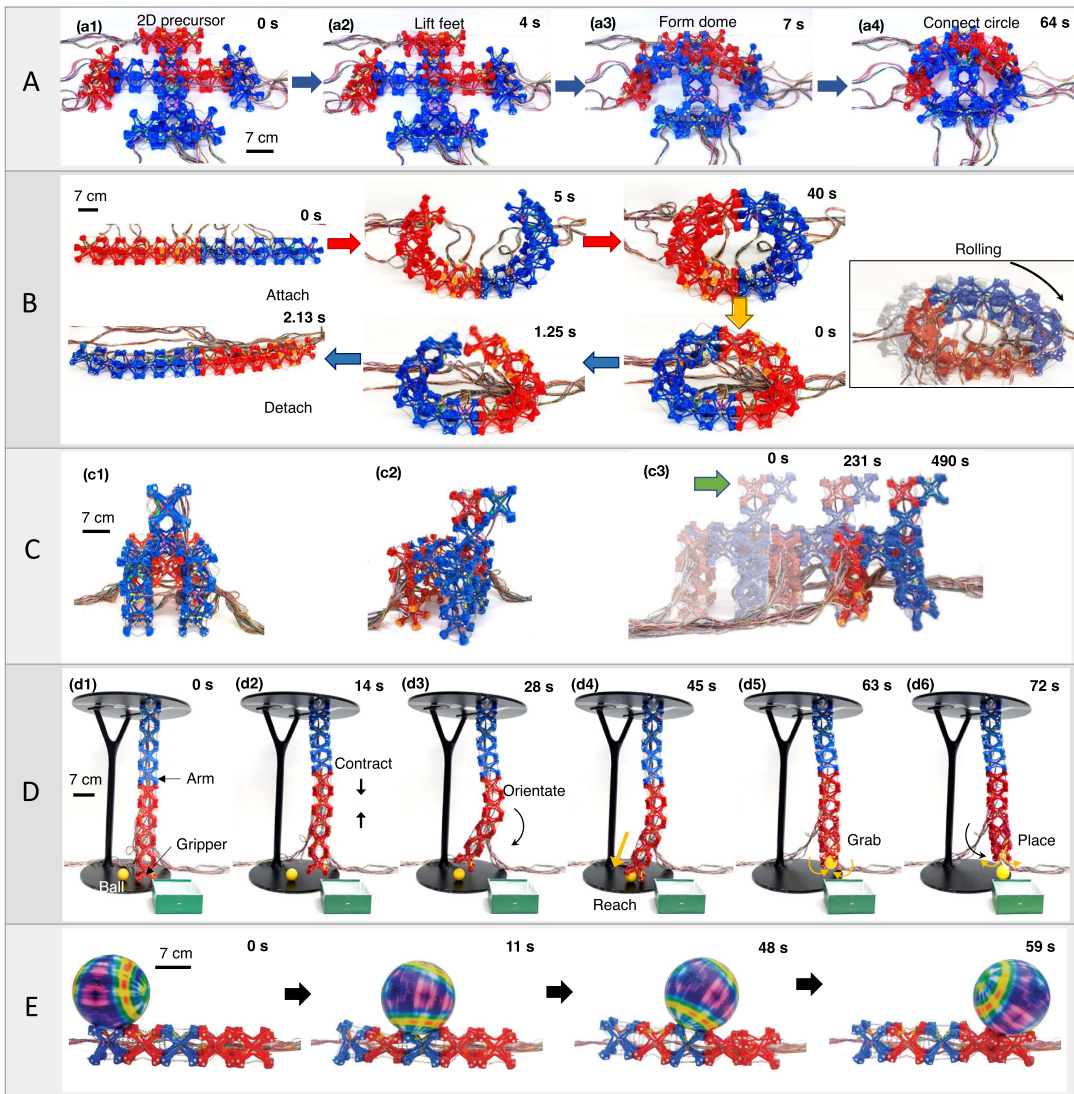 A
(a1)
2D precursor
0 s
7 cm
(a2)
Lift feet
4 s
(a3)
Form dome
7 s
(a4)
Connect circle
64 s
B
7 cm
0 s
5 s
40 s
Rolling
Attach
2.13 s
1.25 s
0 s
Detach
C
(c1)
7 cm
(c2)
(c3)
0 s
231 s
490 s
D
(d1)
0 s
7 cm
Arm
Gripper
Ball
(d2)
14 s
Contract
(d3)
28 s
Orientate
(d4)
45 s
Reach
(d5)
63 s
Grab
(d6)
72 s
Place
E
0 s
7 cm
11 s
48 s
59 s